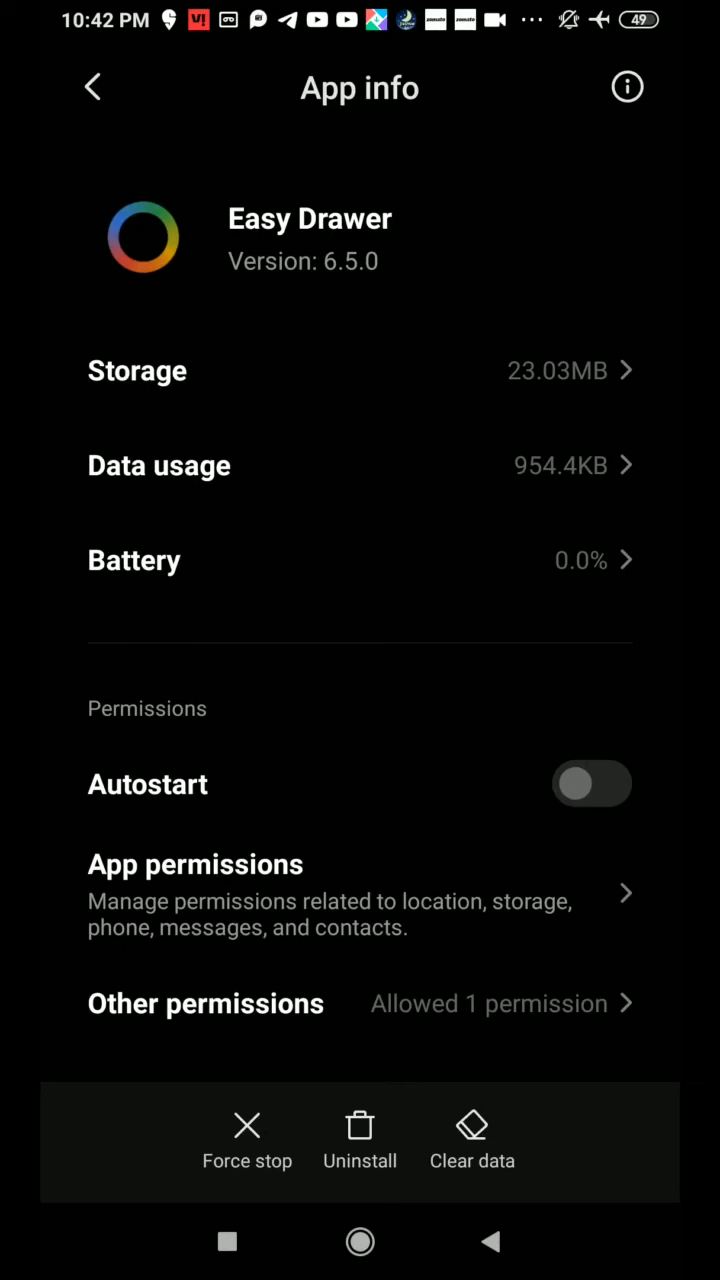 10:42 PM 49
App info
Easy Drawer
Version: 6.5.0
Storage 23.03MB
Data usage 954.4KB
Battery 0.0%
Permissions
Autostart
App permissions
Manage permissions related to location, storage,
phone, messages, and contacts.
Other permissions Allowed 1 permission
Force stop Uninstall Clear data